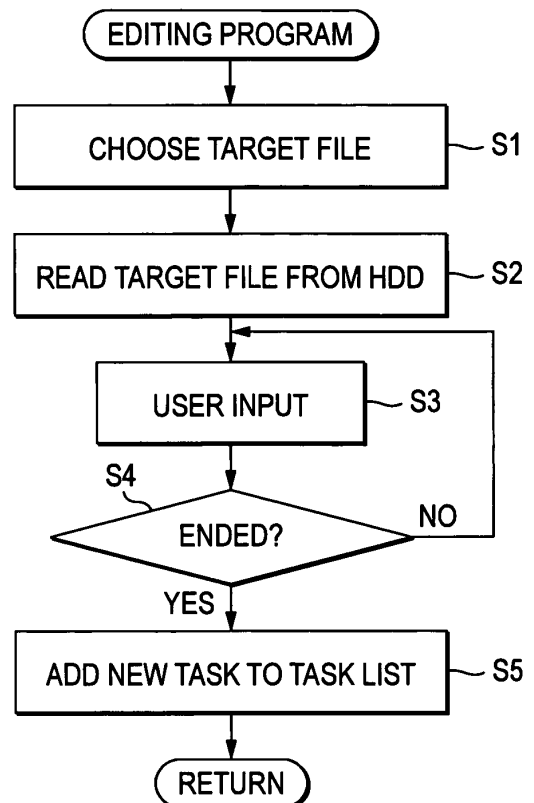 EDITING PROGRAM
CHOOSE TARGET FILE
S1
READ TARGET FILE FROM HDD
S2
USER INPUT
S3
S4
ENDED?
NO
YES
ADD NEW TASK TO TASK LIST
S5
RETURN